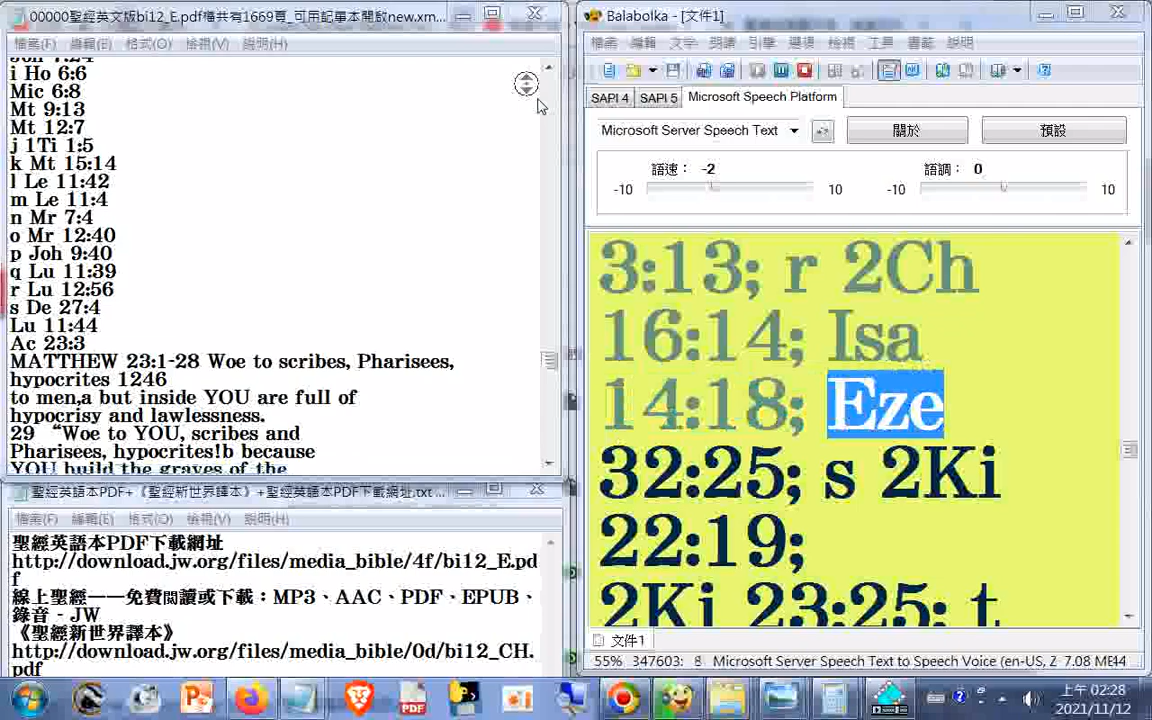 00000聖經英文版bi12_E.pdf檔共有1669頁_可用記事本開啟new.xm...
檔案(F) 編輯(E) 格式(O) 檢視(V) 說明(H)
i Ho 6:6
Mic 6:8
Mt 9:13
Mt 12:7
j 1Ti 1:5
k Mt 15:14
l Le 11:42
m Le 11:4
n Mr 7:4
o Mr 12:40
p Joh 9:40
q Lu 11:39
r Lu 12:56
s De 27:4
Lu 11:44
Ac 23:3
MATTHEW 23:1-28 Woe to scribes, Pharisees,
hypocrites 1246
to men,a but inside YOU are full of
hypocrisy and lawlessness.
29 “Woe to YOU, scribes and
Pharisees, hypocrites!b because
YOU build the graves of the
聖經英語本PDF+《聖經新世界譯本》+聖經英語本PDF下載網址.txt ...
檔案(F) 編輯(E) 格式(O) 檢視(V) 說明(H)
聖經英語本PDF下載網址
http://download.jw.org/files/media_bible/4f/bi12_E.pd
f
線上聖經——免費閱讀或下載：MP3、AAC、PDF、EPUB、
錄音 - JW
《聖經新世界譯本》
http://download.jw.org/files/media_bible/0d/bi12_CH.
pdf
Balabolka - [文件1]
檔案 編輯 文字 朗讀 引擎 選項 檢視 工具 書籤 說明
SAPI 4 SAPI 5 Microsoft Speech Platform
Microsoft Server Speech Text 關於 預設
語速： -2 語調： 0
-10 10 -10 10
3:13; r 2Ch
16:14; Isa
14:18; Eze
32:25; s 2Ki
22:19;
2Ki 23:25; t
文件1
55% 347603: 8 Microsoft Server Speech Text to Speech Voice (en-US, Z 7.08 ME44
PDF
上午 02:28
2021/11/12